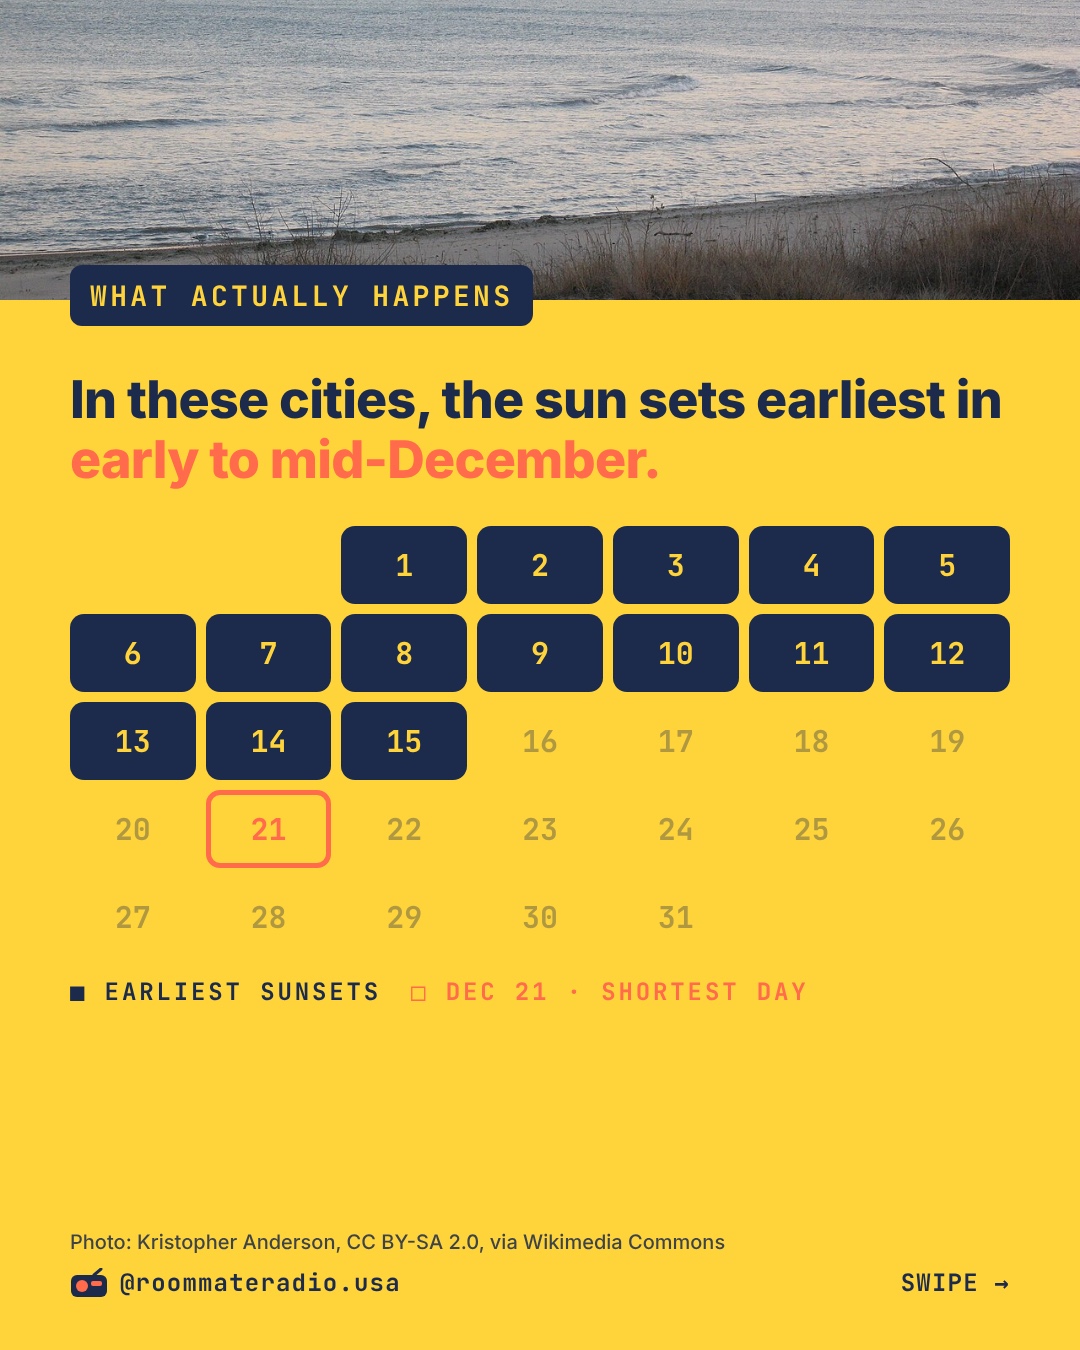 WHAT ACTUALLY HAPPENS
In these cities, the sun sets earliest in
early to mid-December.
1 2 3 4 5
6 7 8 9 10 11 12
13 14 15 16 17 18 19
20 21 22 23 24 25 26
27 28 29 30 31
■ EARLIEST SUNSETS □ DEC 21 · SHORTEST DAY
Photo: Kristopher Anderson, CC BY-SA 2.0, via Wikimedia Commons
@roommateradio.usa
SWIPE →